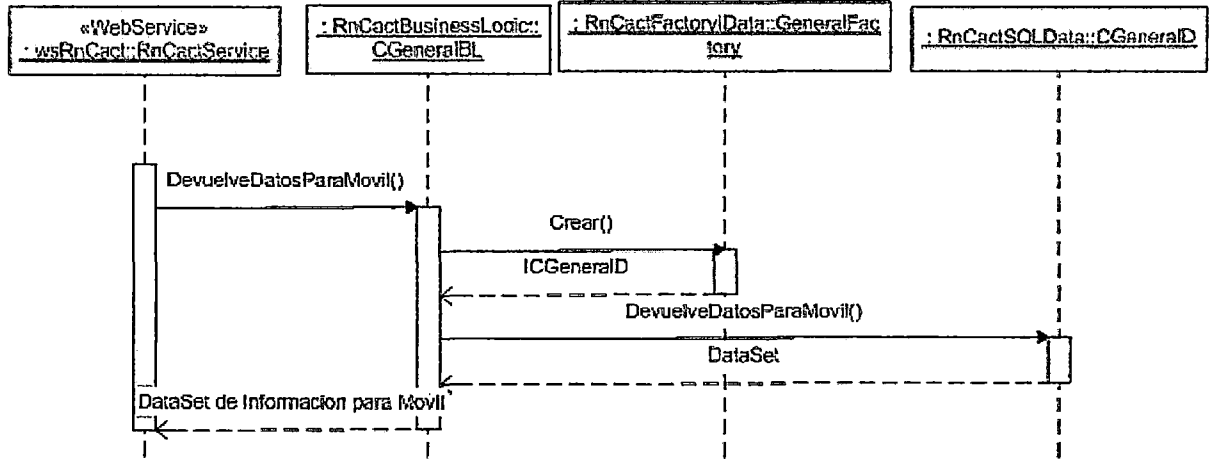 «WebService»
: wsRnCact::RnCactService
: RnCactBusinessLogic::
CGeneralBL
: RnCactFactoryIData::GeneralFac
tory
: RnCactSQLData::CGeneralD
DevuelveDatosParaMovil()
Crear()
ICGeneralD
DevuelveDatosParaMovil()
DataSet
DataSet de Informacion para Movil